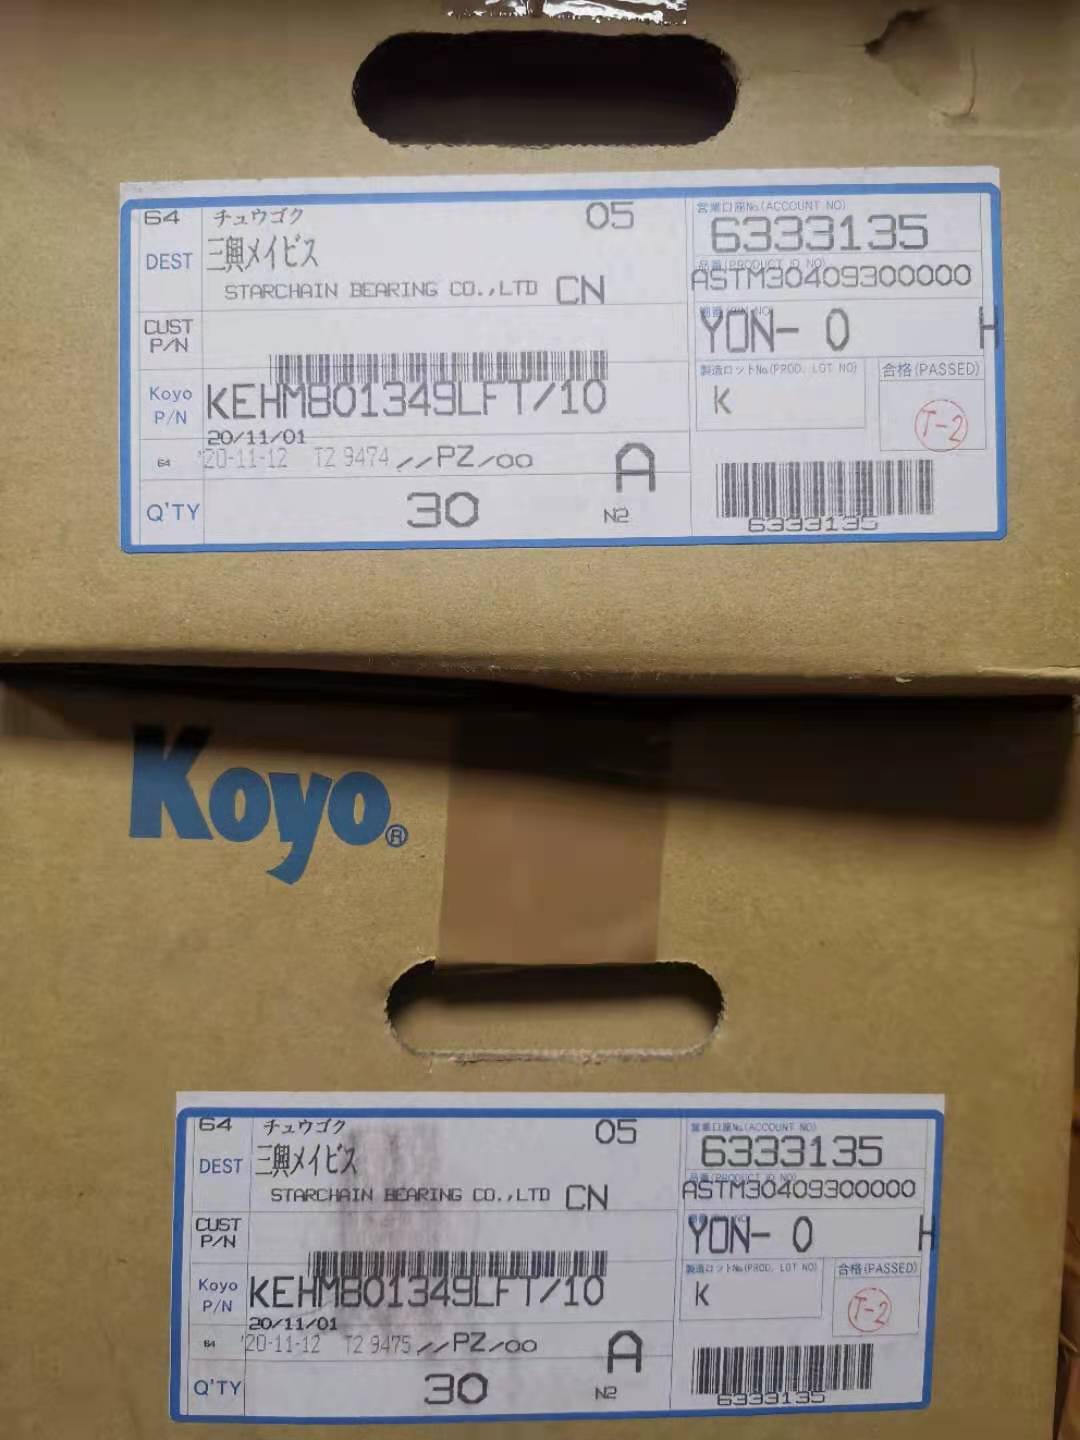 64 チュウゴク 05
DEST 三興メイビス
STARCHAIN BEARING CO.,LTD CN
CUST P/N
Koyo P/N KEHM801349LFT/10
20/11/01
64 '20-11-12 T2 9474 //PZ/00 A
Q'TY 30 N2
営業口座No.(ACCOUNT NO)
6333135
品番(PRODUCT ID NO)
ASTM30409300000
YON- 0 H
製造ロットNo.(PROD. LOT NO) 合格(PASSED)
K T-2
6333135
Koyo®
64 チュウゴク 05
DEST 三興メイビス
STARCHAIN BEARING CO.,LTD CN
CUST P/N
Koyo P/N KEHM801349LFT/10
20/11/01
64 '20-11-12 T2 9475 //PZ/00 A
Q'TY 30 N2
営業口座No.(ACCOUNT NO)
6333135
品番(PRODUCT ID NO)
ASTM30409300000
YON- 0 H
製造ロットNo.(PROD. LOT NO) 合格(PASSED)
K T-2
6333135